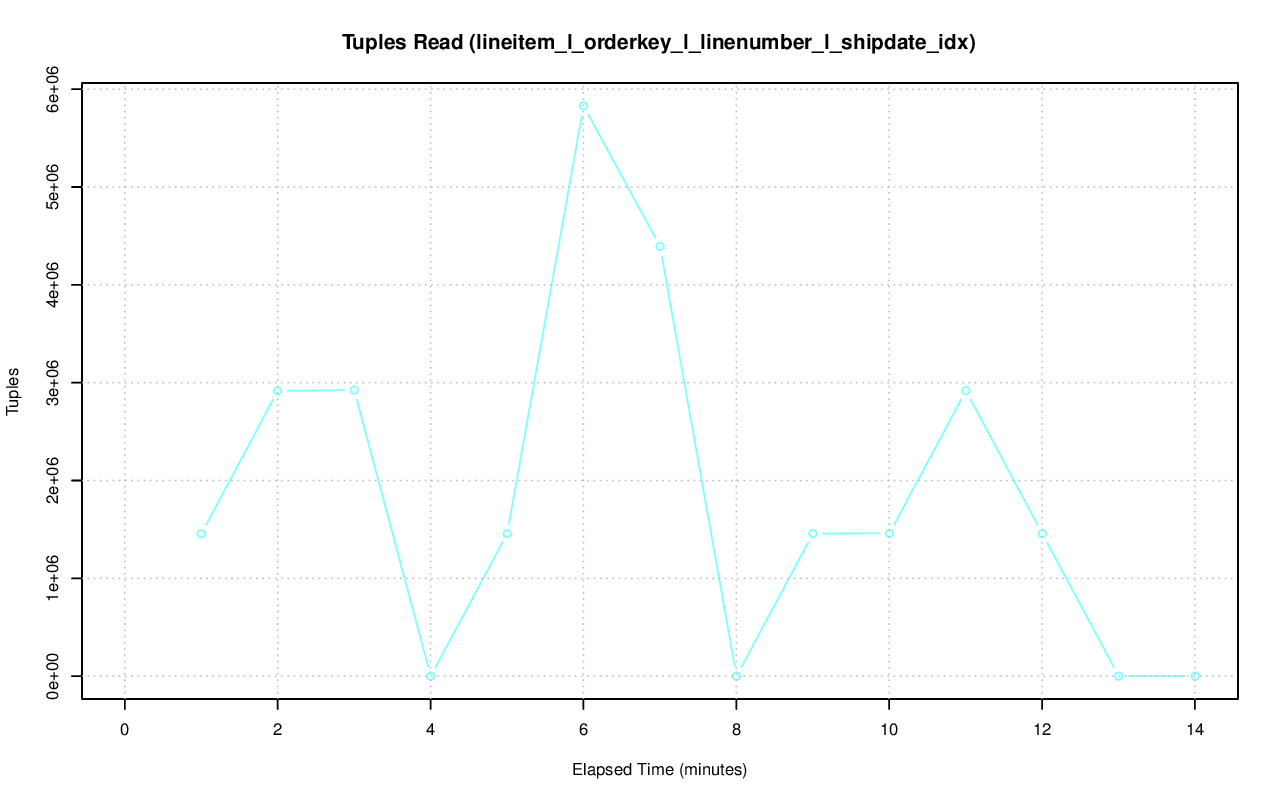 Tuples Read (lineitem_l_orderkey_l_linenumber_l_shipdate_idx)
6e+06
5e+06
4e+06
3e+06
2e+06
1e+06
0e+00
Tuples
0 2 4 6 8 10 12 14
Elapsed Time (minutes)